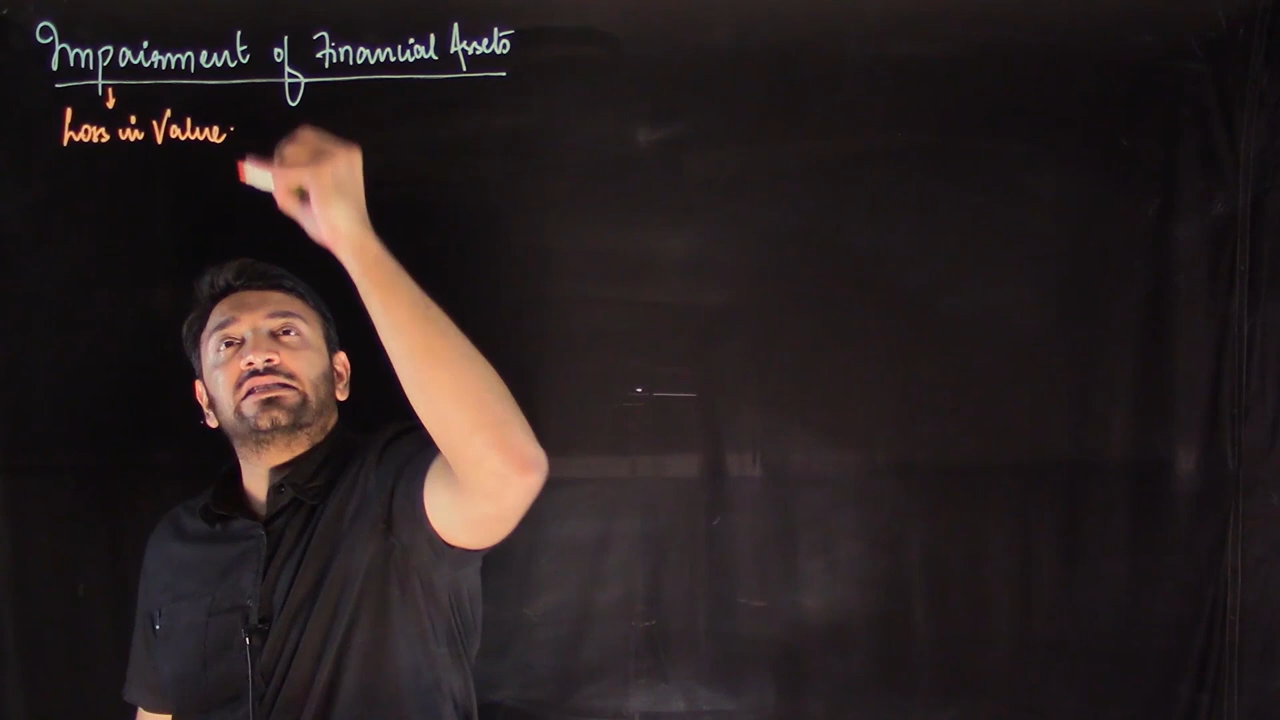 Impairment of Financial Assets
Loss in Value.